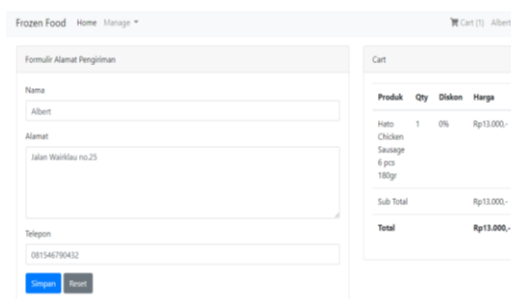 Frozen Food Home Manage
Cart (1) Albert
Formulir Alamat Pengiriman
Nama
Albert
Alamat
Jalan Wairklau no.25
Telepon
081546790432
Simpan Reset
Cart
Produk Qty Diskon Harga
Hato 1 0% Rp13.000,-
Chicken
Sausage
6 pcs
180gr
Sub Total Rp13.000,-
Total Rp13.000,-